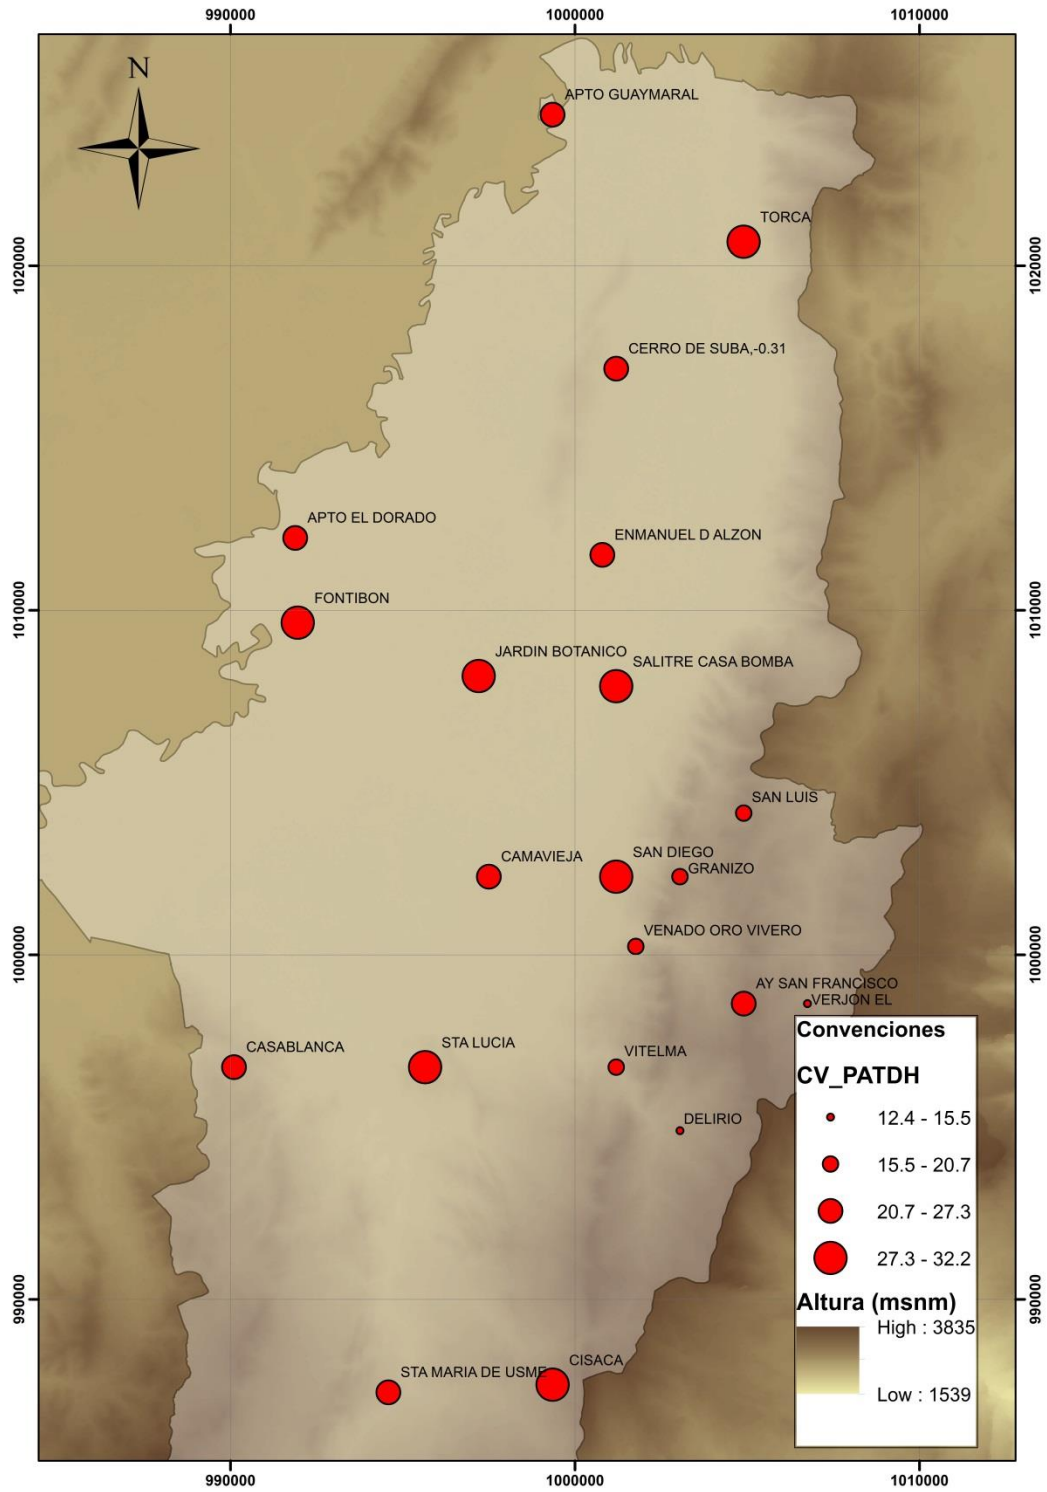 990000
1000000
1010000
N
APTO GUAYMARAL
TORCA
1020000
1020000
CERRO DE SUBA,-0.31
APTO EL DORADO
ENMANUEL D ALZON
FONTIBON
1010000
1010000
JARDIN BOTANICO
SALITRE CASA BOMBA
SAN LUIS
CAMAVIEJA
SAN DIEGO
GRANIZO
VENADO ORO VIVERO
1000000
1000000
AY SAN FRANCISCO
VERJON EL
CASABLANCA
STA LUCIA
VITELMA
DELIRIO
Convenciones
CV_PATDH
12.4 - 15.5
15.5 - 20.7
20.7 - 27.3
27.3 - 32.2
Altura (msnm)
High : 3835
Low : 1539
990000
990000
STA MARIA DE USME
CISACA
990000
1000000
1010000